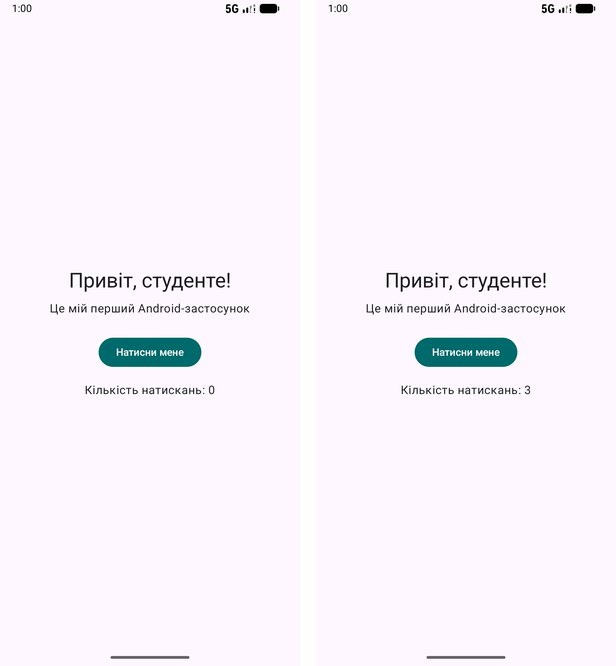 1:00 5G
Привіт, студенте!
Це мій перший Android-застосунок
Натисни мене
Кількість натискань: 0
1:00 5G
Привіт, студенте!
Це мій перший Android-застосунок
Натисни мене
Кількість натискань: 3